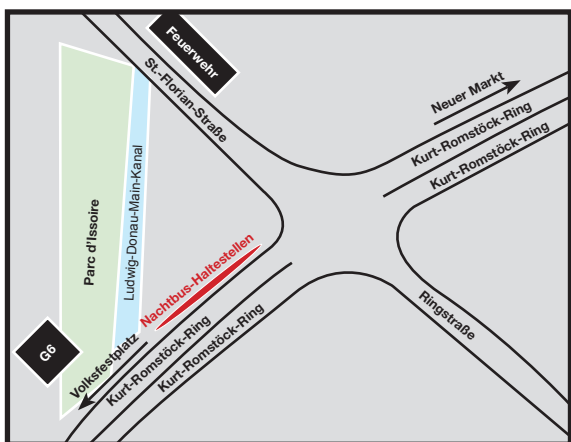 Feuerwehr
St.-Florian-Straße
Neuer Markt
Kurt-Romstöck-Ring
Kurt-Romstöck-Ring
Parc d'Issoire
Ludwig-Donau-Main-Kanal
Nachtbus-Haltestellen
G6
Volksfestplatz
Kurt-Romstöck-Ring
Kurt-Romstöck-Ring
Ringstraße